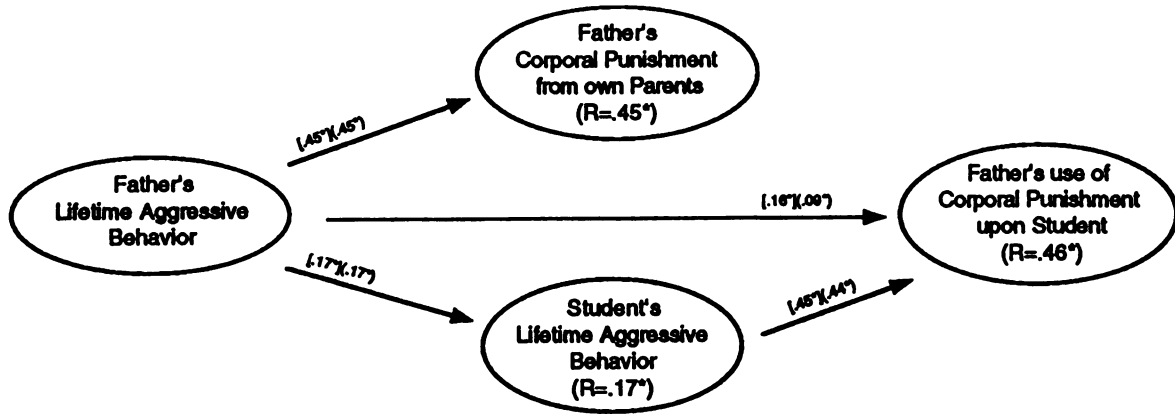 Father's
Corporal Punishment
from own Parents
(R=.45*)
[.45*](.45*)
Father's
Lifetime Aggressive
Behavior
[.16*](.09*)
Father's use of
Corporal Punishment
upon Student
(R=.46*)
[.17*](.17*)
[.45*](.44*)
Student's
Lifetime Aggressive
Behavior
(R=.17*)